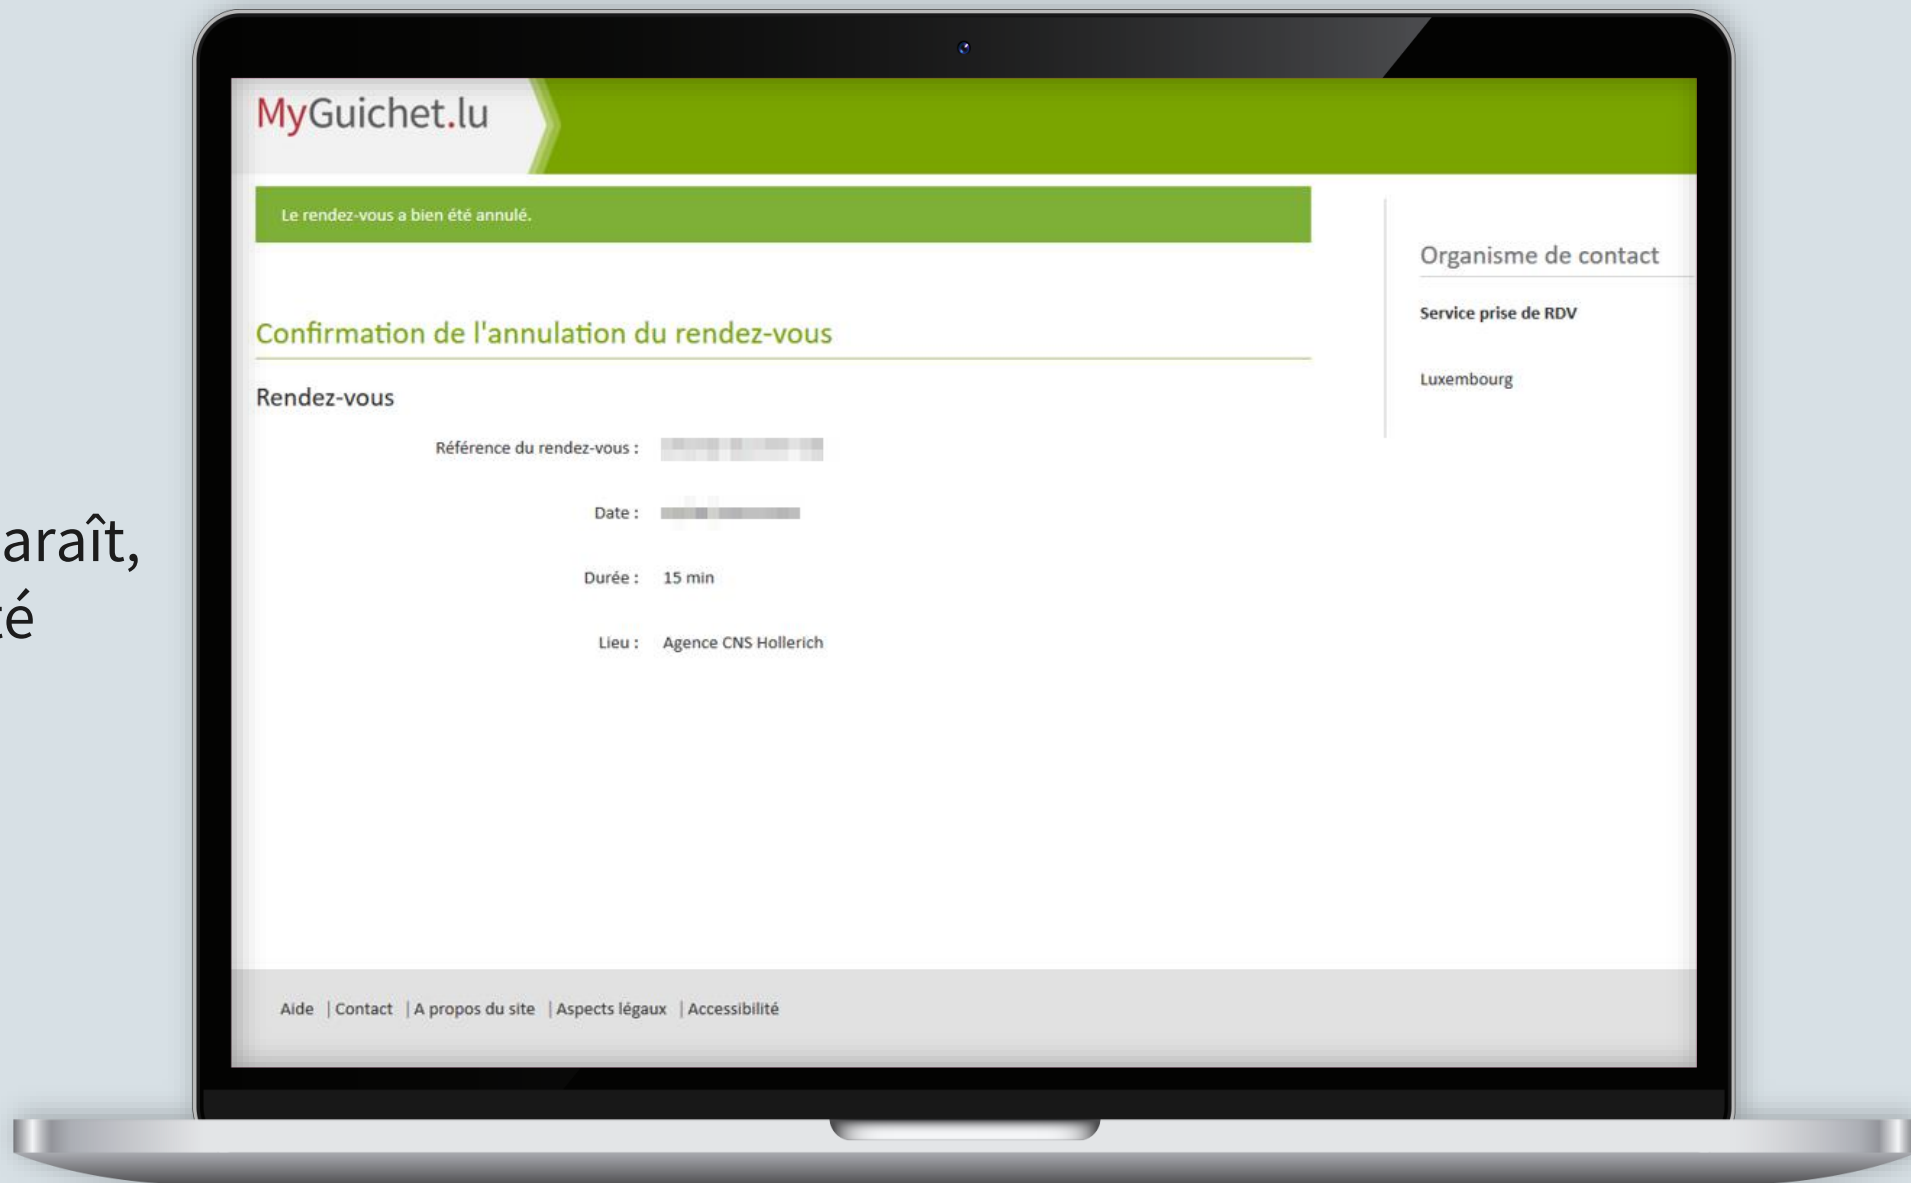 MyGuichet.lu
Le rendez-vous a bien été annulé.
Confirmation de l'annulation du rendez-vous
Rendez-vous
Référence du rendez-vous :
Date :
Durée : 15 min
Lieu : Agence CNS Hollerich
Organisme de contact
Service prise de RDV
Luxembourg
Aide | Contact | A propos du site | Aspects légaux | Accessibilité